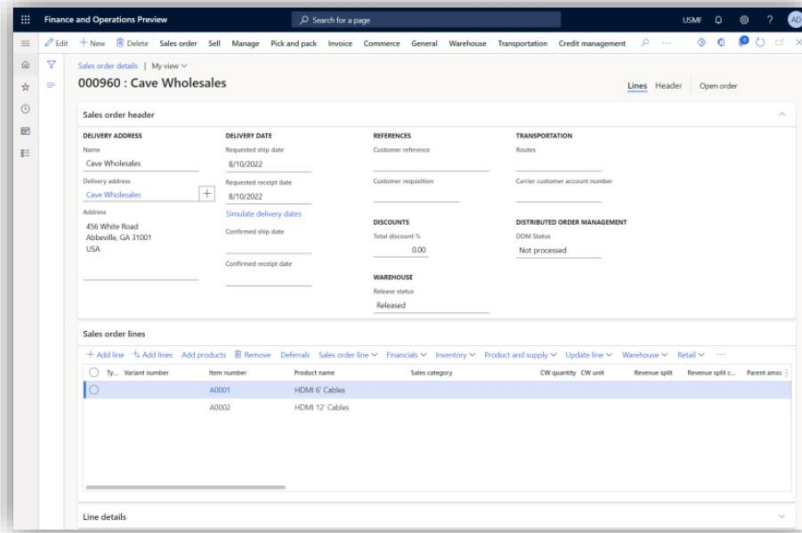 Finance and Operations Preview
Search for a page
USMF
?
AD
Edit
New
Delete
Sales order
Sell
Manage
Pick and pack
Invoice
Commerce
General
Warehouse
Transportation
Credit management
...
0
Sales order details | My view
000960 : Cave Wholesales
Lines
Header
Open order
Sales order header
DELIVERY ADDRESS
Name
Cave Wholesales
Delivery address
Cave Wholesales
Address
456 White Road
Abbeville, GA 31001
USA
DELIVERY DATE
Requested ship date
8/10/2022
Requested receipt date
8/10/2022
Simulate delivery dates
Confirmed ship date
Confirmed receipt date
REFERENCES
Customer reference
Customer requisition
DISCOUNTS
Total discount %
0.00
WAREHOUSE
Release status
Released
TRANSPORTATION
Routes
Carrier customer account number
DISTRIBUTED ORDER MANAGEMENT
DOM Status
Not processed
Sales order lines
Add line
Add lines
Add products
Remove
Deferrals
Sales order line
Financials
Inventory
Product and supply
Update line
Warehouse
Retail
...
Ty... Variant number Item number Product name Sales category CW quantity CW unit Revenue split Revenue split c... Parent amou
A0001 HDMI 6' Cables
A0002 HDMI 12' Cables
Line details